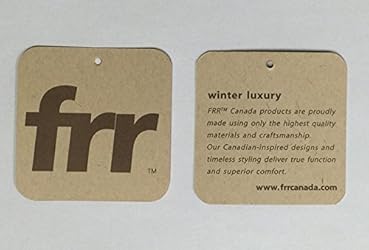 frr
TM
winter luxury
FRR™ Canada products are proudly
made using only the highest quality
materials and craftsmanship.
Our Canadian-inspired designs and
timeless styling deliver true function
and superior comfort.
www.frrcanada.com